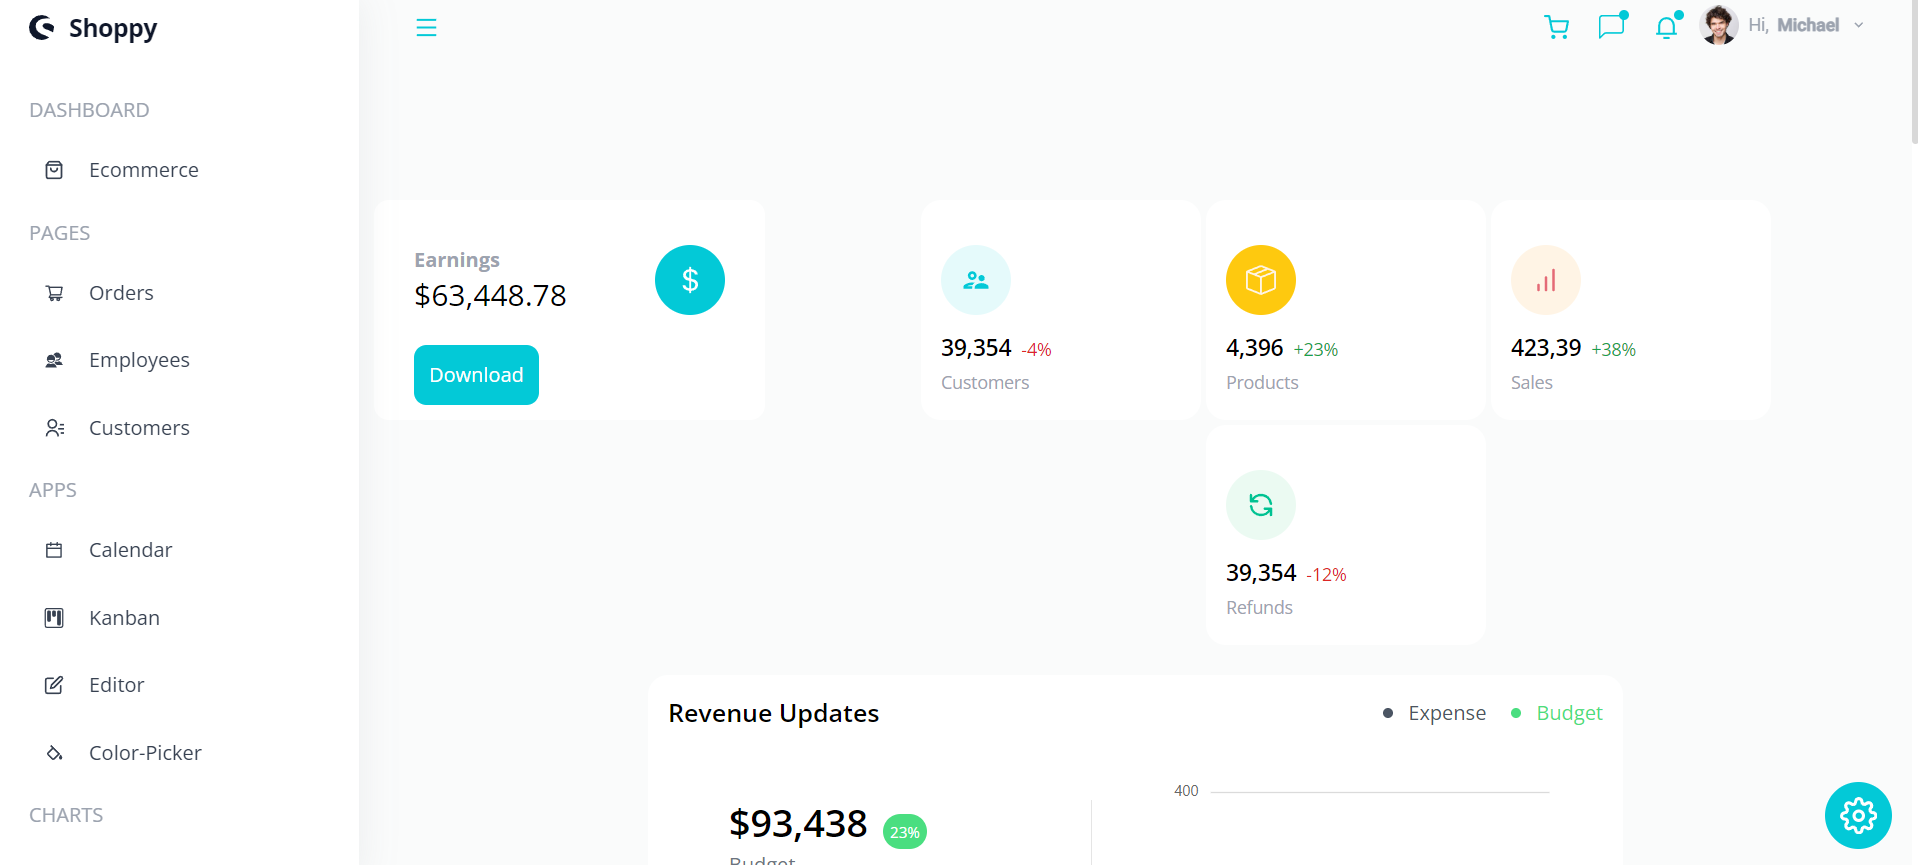 Shoppy
Hi, Michael
DASHBOARD
Ecommerce
PAGES
Orders
Employees
Customers
APPS
Calendar
Kanban
Editor
Color-Picker
CHARTS
Earnings
$63,448.78
$
Download
39,354 -4%
Customers
4,396 +23%
Products
423,39 +38%
Sales
39,354 -12%
Refunds
Revenue Updates
Expense
Budget
$93,438 23%
Budget
400